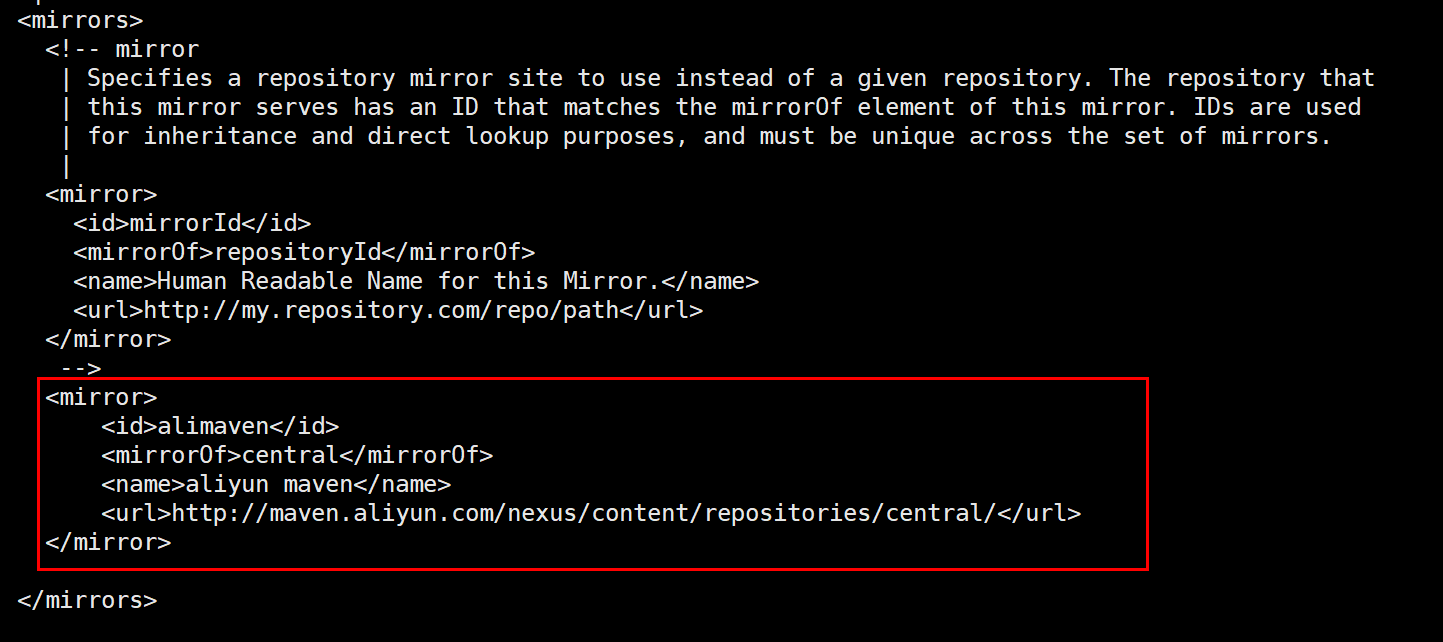 <mirrors>
<!-- mirror
| Specifies a repository mirror site to use instead of a given repository. The repository that
| this mirror serves has an ID that matches the mirrorOf element of this mirror. IDs are used
| for inheritance and direct lookup purposes, and must be unique across the set of mirrors.
|
<mirror>
<id>mirrorId</id>
<mirrorOf>repositoryId</mirrorOf>
<name>Human Readable Name for this Mirror.</name>
<url>http://my.repository.com/repo/path</url>
</mirror>
-->
<mirror>
<id>alimaven</id>
<mirrorOf>central</mirrorOf>
<name>aliyun maven</name>
<url>http://maven.aliyun.com/nexus/content/repositories/central/</url>
</mirror>
</mirrors>